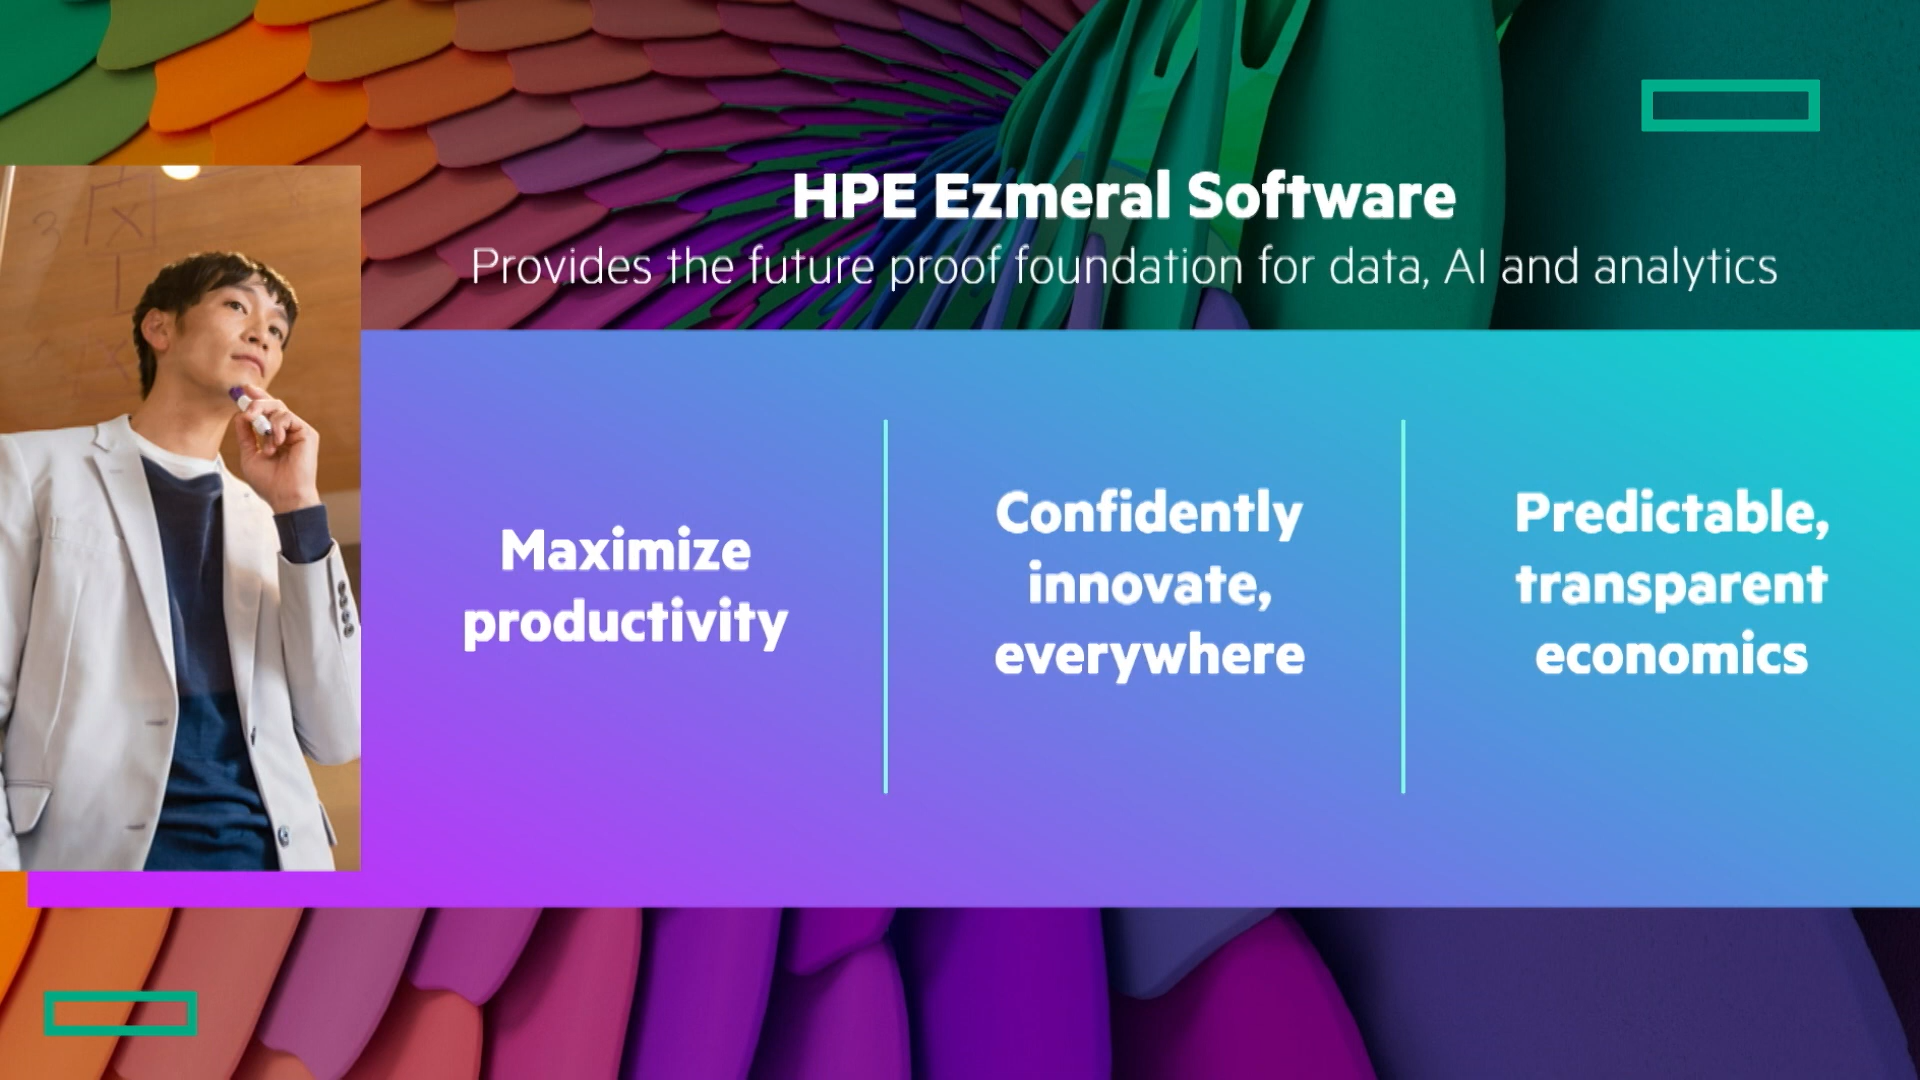 HPE Ezmeral Software
Provides the future proof foundation for data, AI and analytics
Maximize
productivity
Confidently
innovate,
everywhere
Predictable,
transparent
economics